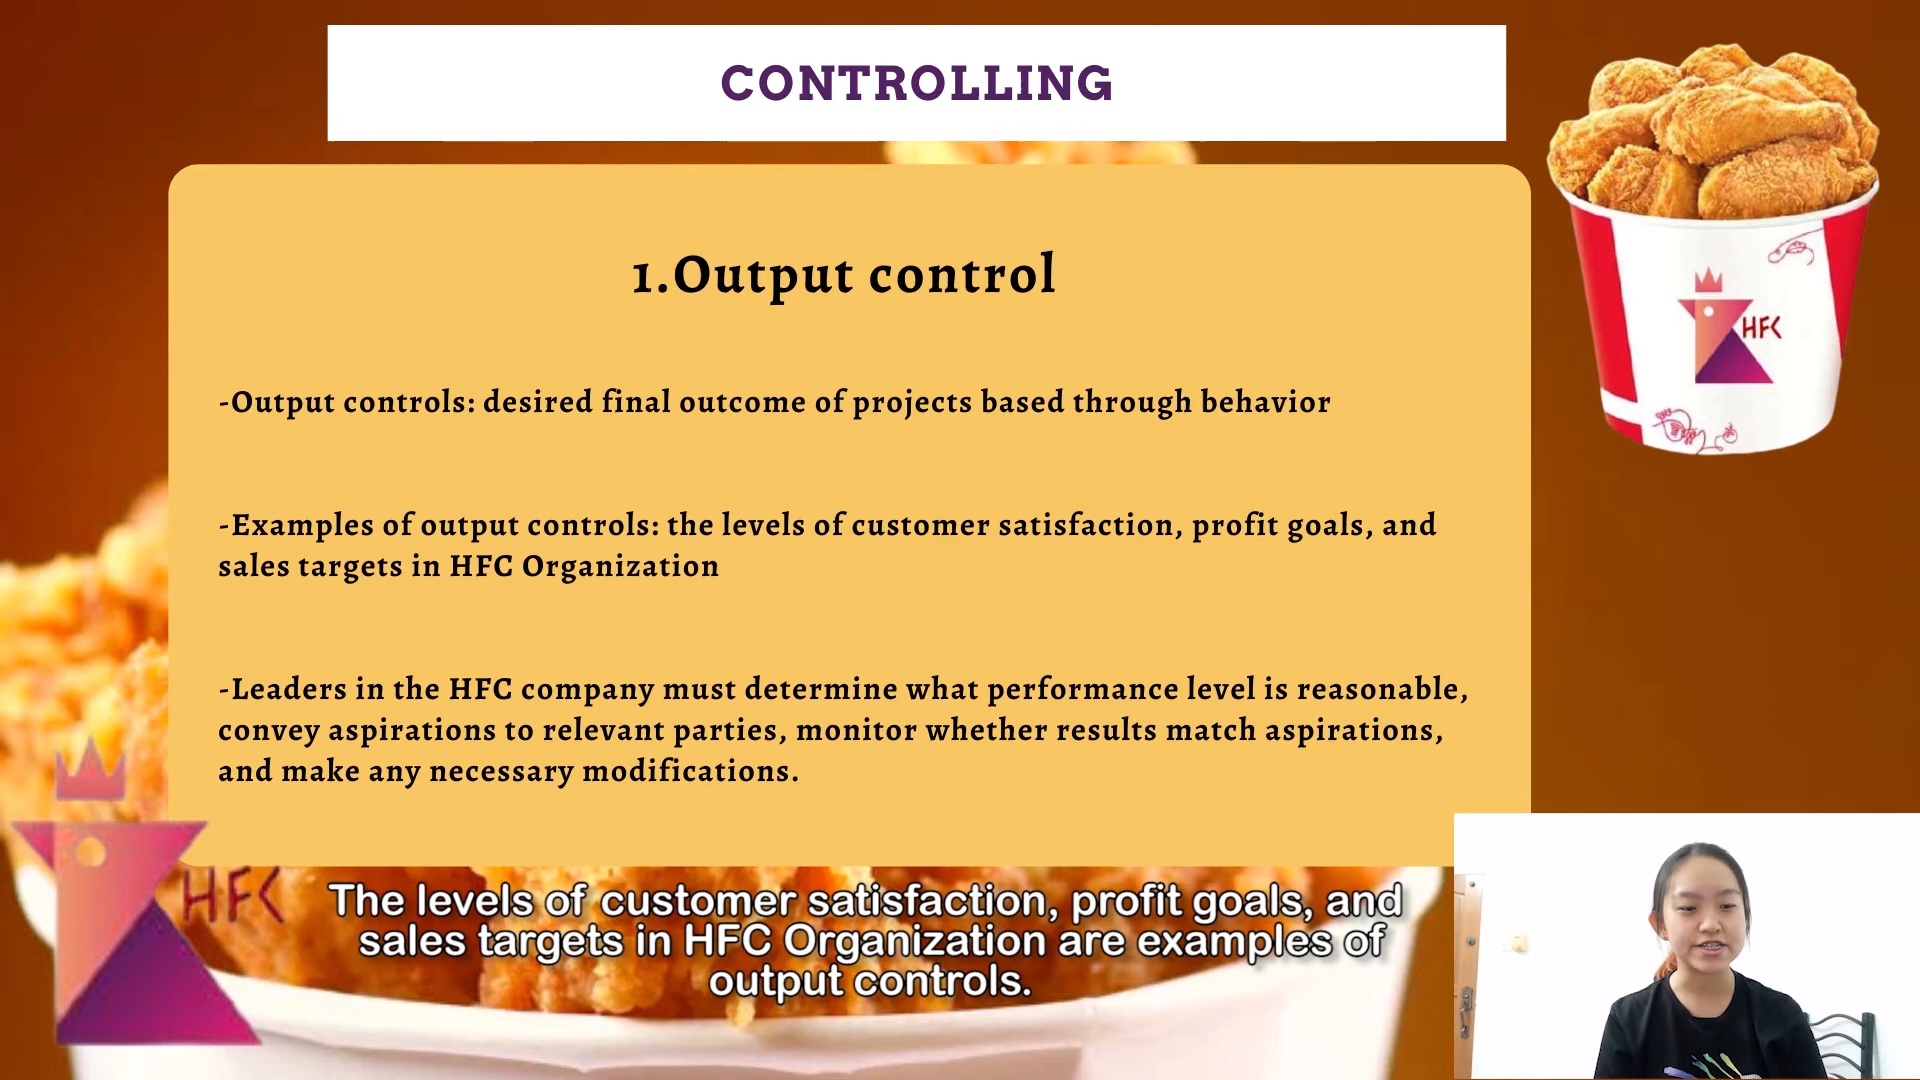 CONTROLLING
1.Output control
-Output controls: desired final outcome of projects based through behavior
-Examples of output controls: the levels of customer satisfaction, profit goals, and
sales targets in HFC Organization
-Leaders in the HFC company must determine what performance level is reasonable,
convey aspirations to relevant parties, monitor whether results match aspirations,
and make any necessary modifications.
HFC
HFC
The levels of customer satisfaction, profit goals, and
sales targets in HFC Organization are examples of
output controls.